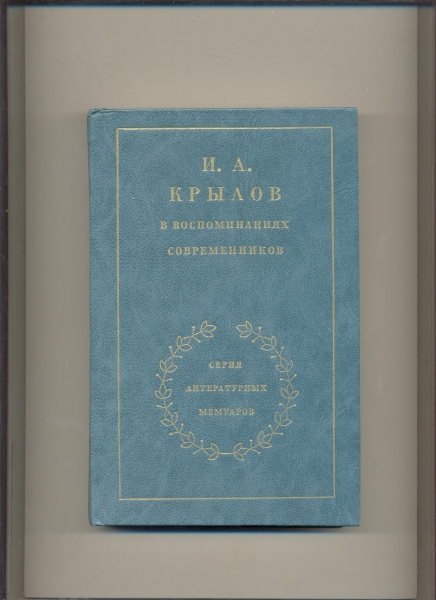 И. А.
КРЫЛОВ
В ВОСПОМИНАНИЯХ
СОВРЕМЕННИКОВ
СЕРИЯ
ЛИТЕРАТУРНЫХ
МЕМУАРОВ